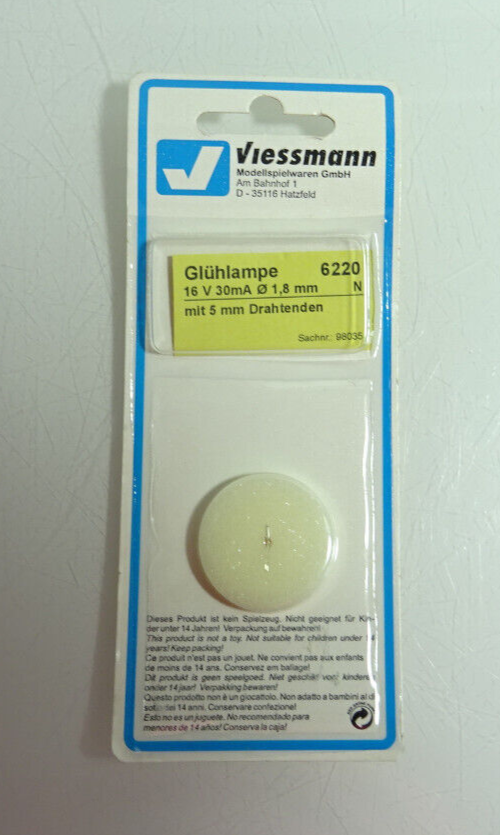 Viessmann
Modellspielwaren GmbH
Am Bahnhof 1
D - 35116 Hatzfeld
Glühlampe 6220
16 V 30mA Ø 1,8 mm N
mit 5 mm Drahtenden
Sachnr.: 98035
Dieses Produkt ist kein Spielzeug. Nicht geeignet für Kin-
der unter 14 Jahren! Verpackung aufbewahren!
This product is not a toy. Not suitable for children under 14
years! Keep packing!
Ce produit n'est pas un jouet. Ne convient pas aux enfants
de moins de 14 ans. Conservez em ballage!
Dit produkt is geen speelgoed. Niet geschikt voor kinderen
onder 14 jaar! Verpakking bewaren!
Questo prodotto non è un giocattolo. Non adatto a bambini al di
sotto dei 14 anni. Conservare confezione!
Esto no es un juguete. No recomendado para
menores de 14 años! Conserva la caja!